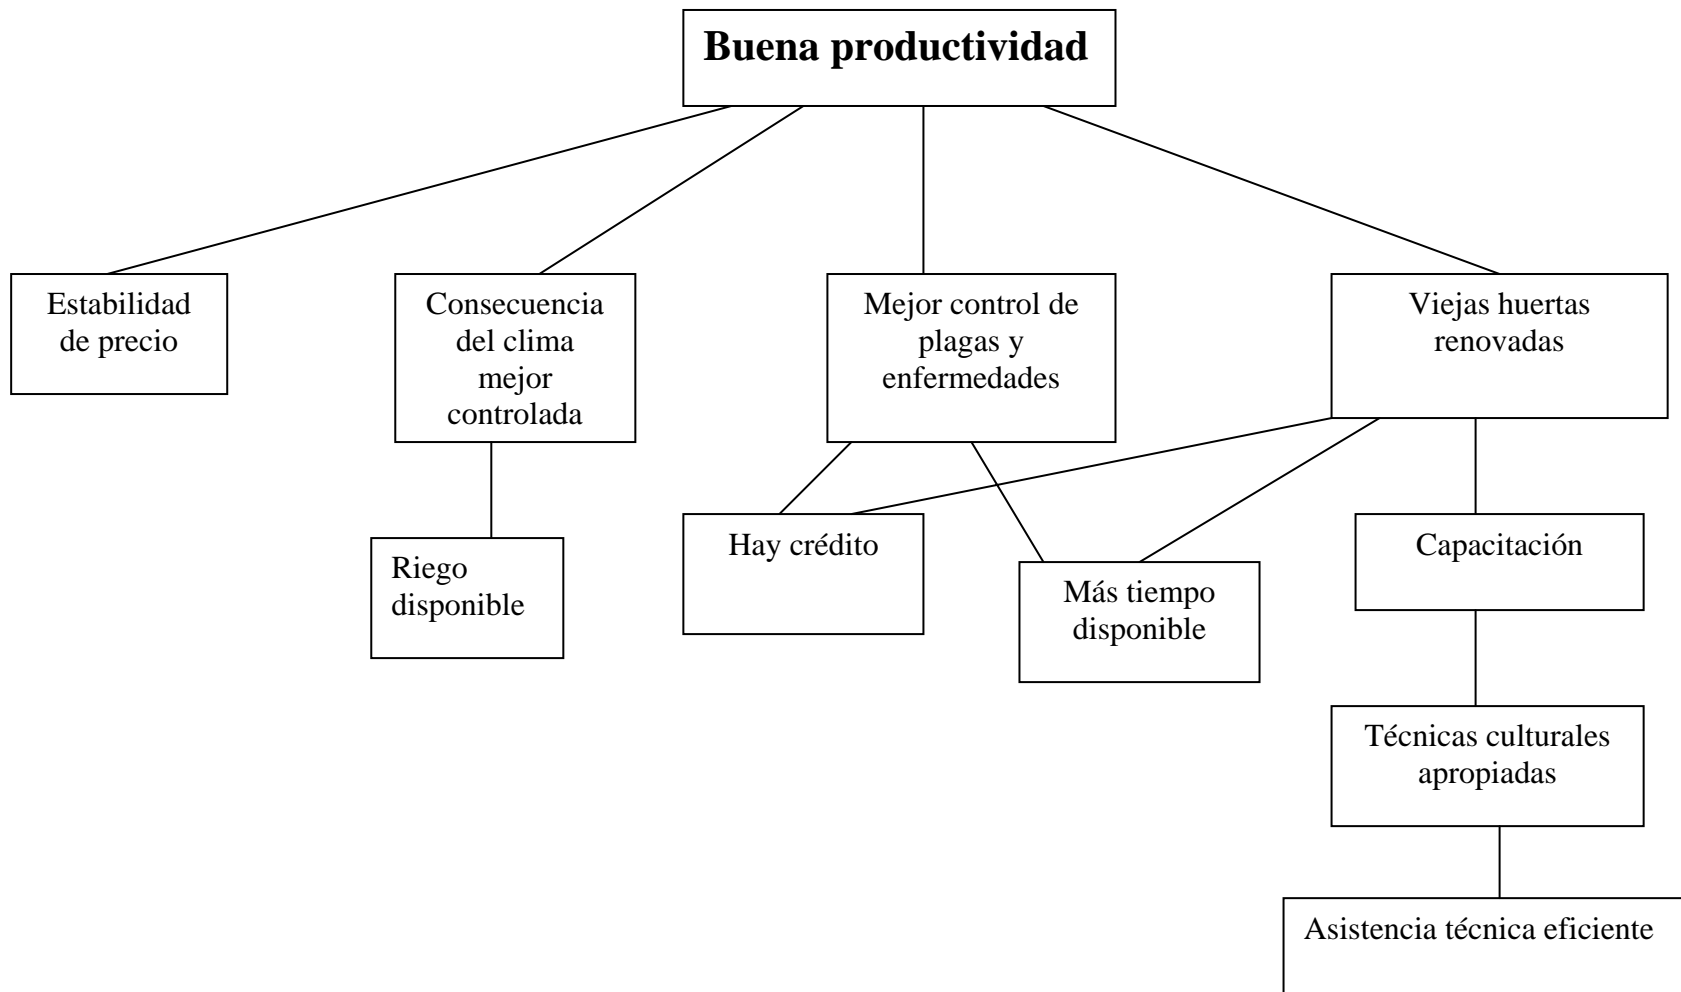 Buena productividad
Estabilidad
de precio
Consecuencia
del clima
mejor
controlada
Mejor control de
plagas y
enfermedades
Viejas huertas
renovadas
Riego
disponible
Hay crédito
Más tiempo
disponible
Capacitación
Técnicas culturales
apropiadas
Asistencia técnica eficiente